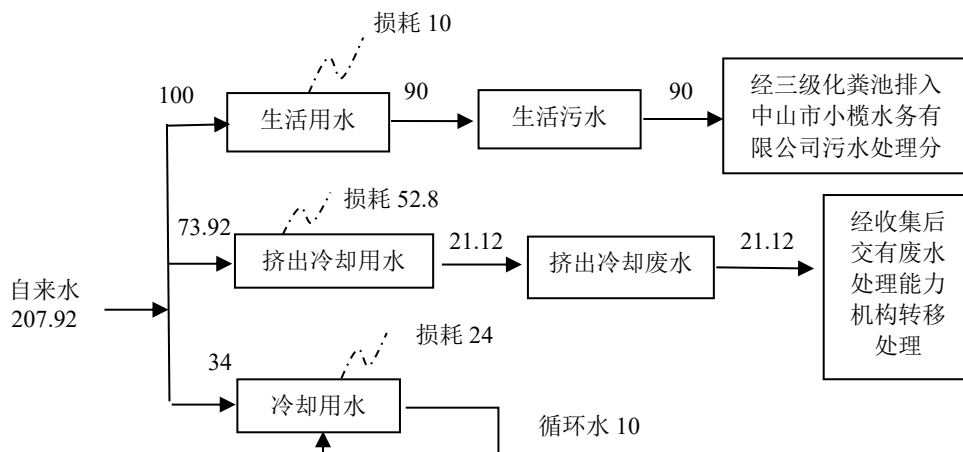 损耗 10
100
生活用水
90
生活污水
90
经三级化粪池排入
中山市小榄水务有
限公司污水处理分
损耗 52.8
73.92
挤出冷却用水
21.12
挤出冷却废水
21.12
经收集后
交有废水
处理能力
机构转移
处理
自来水
207.92
损耗 24
34
冷却用水
循环水 10